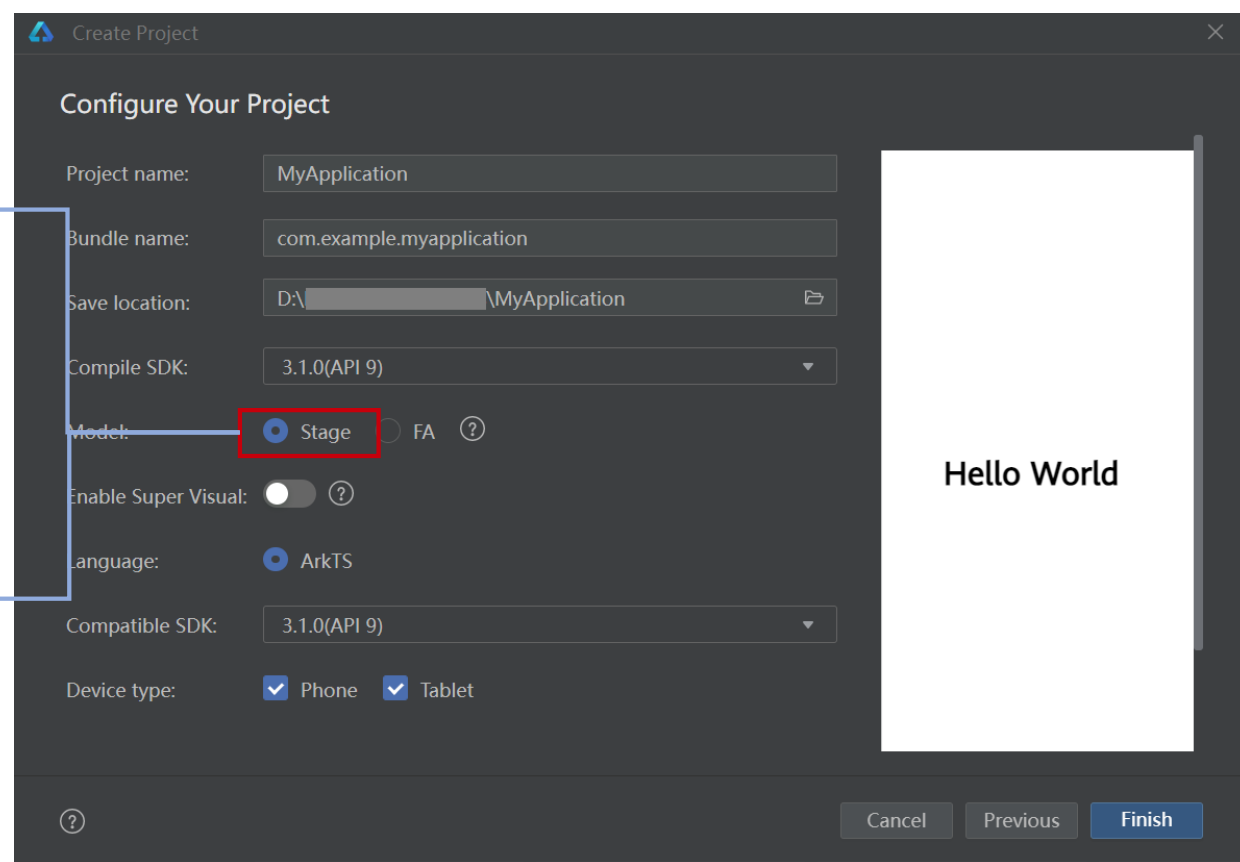 Create Project
Configure Your Project
Project name: MyApplication
Bundle name: com.example.myapplication
Save location: D:\ \MyApplication
Compile SDK: 3.1.0(API 9)
Model: Stage FA ?
Enable Super Visual: ?
Language: ArkTS
Compatible SDK: 3.1.0(API 9)
Device type: Phone Tablet
Hello World
? Cancel Previous Finish